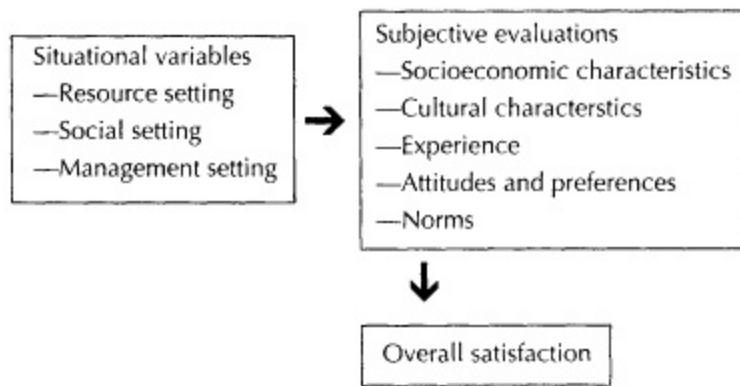 Situational variables
—Resource setting
—Social setting
—Management setting
Subjective evaluations
—Socioeconomic characteristics
—Cultural characterstics
—Experience
—Attitudes and preferences
—Norms
Overall satisfaction